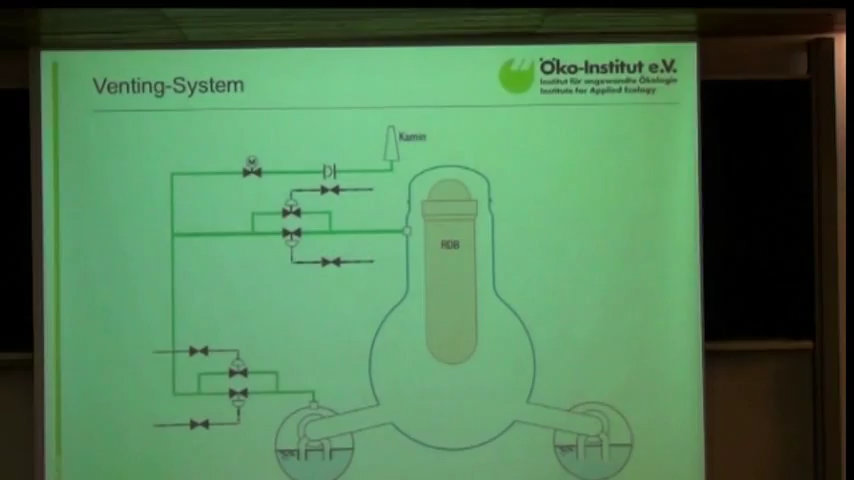 Venting-System
Öko-Institut e.V.
Institut für angewandte Ökologie
Institute for Applied Ecology
Kamin
M
RDB